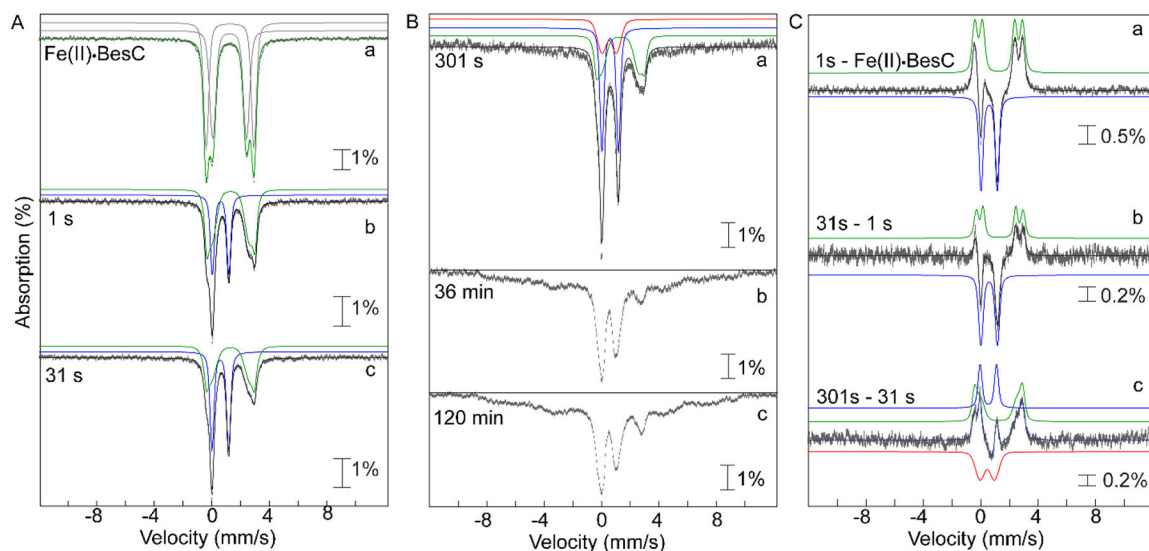 A
Fe(II)•BesC
a
1%
1 s
b
1%
31 s
c
1%
Absorption (%)
-8 -4 0 4 8
Velocity (mm/s)
B
301 s
a
1%
36 min
b
1%
120 min
c
1%
-8 -4 0 4 8
Velocity (mm/s)
C
a
1s - Fe(II)•BesC
0.5%
b
31s - 1 s
0.2%
301s - 31 s
c
0.2%
-8 -4 0 4 8
Velocity (mm/s)